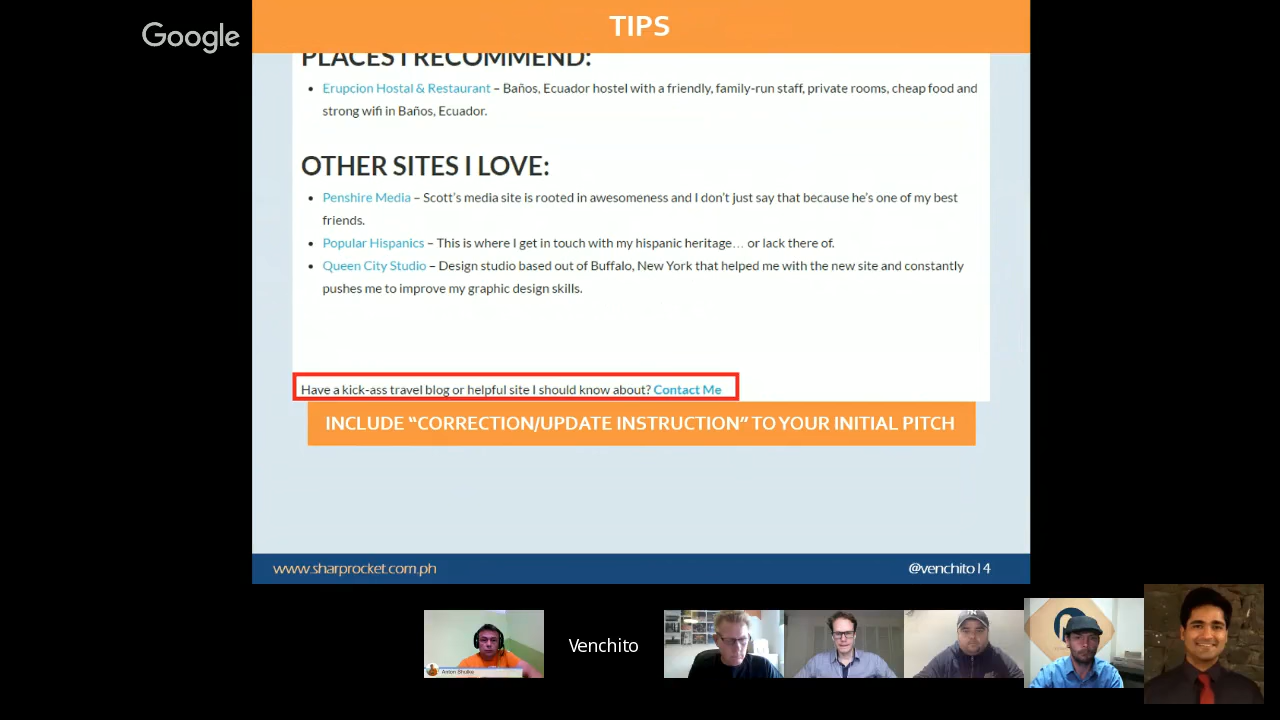 Google
TIPS
PLACES I RECOMMEND:
Erupcion Hostal & Restaurant – Baños, Ecuador hostel with a friendly, family-run staff, private rooms, cheap food and
strong wifi in Baños, Ecuador.
OTHER SITES I LOVE:
Penshire Media – Scott's media site is rooted in awesomeness and I don't just say that because he's one of my best
friends.
Popular Hispanics – This is where I get in touch with my hispanic heritage… or lack there of.
Queen City Studio – Design studio based out of Buffalo, New York that helped me with the new site and constantly
pushes me to improve my graphic design skills.
Have a kick-ass travel blog or helpful site I should know about? Contact Me
INCLUDE “CORRECTION/UPDATE INSTRUCTION” TO YOUR INITIAL PITCH
www.sharprocket.com.ph
@venchito14
Anton Shulke
Venchito